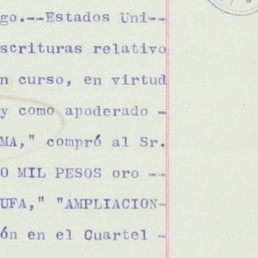 go.--Estados Uni--
scrituras relativo
n curso, en virtud
y como apoderado -
MA," compró al Sr.
O MIL PESOS oro --
UFA," "AMPLIACION-
ón en el Cuartel -